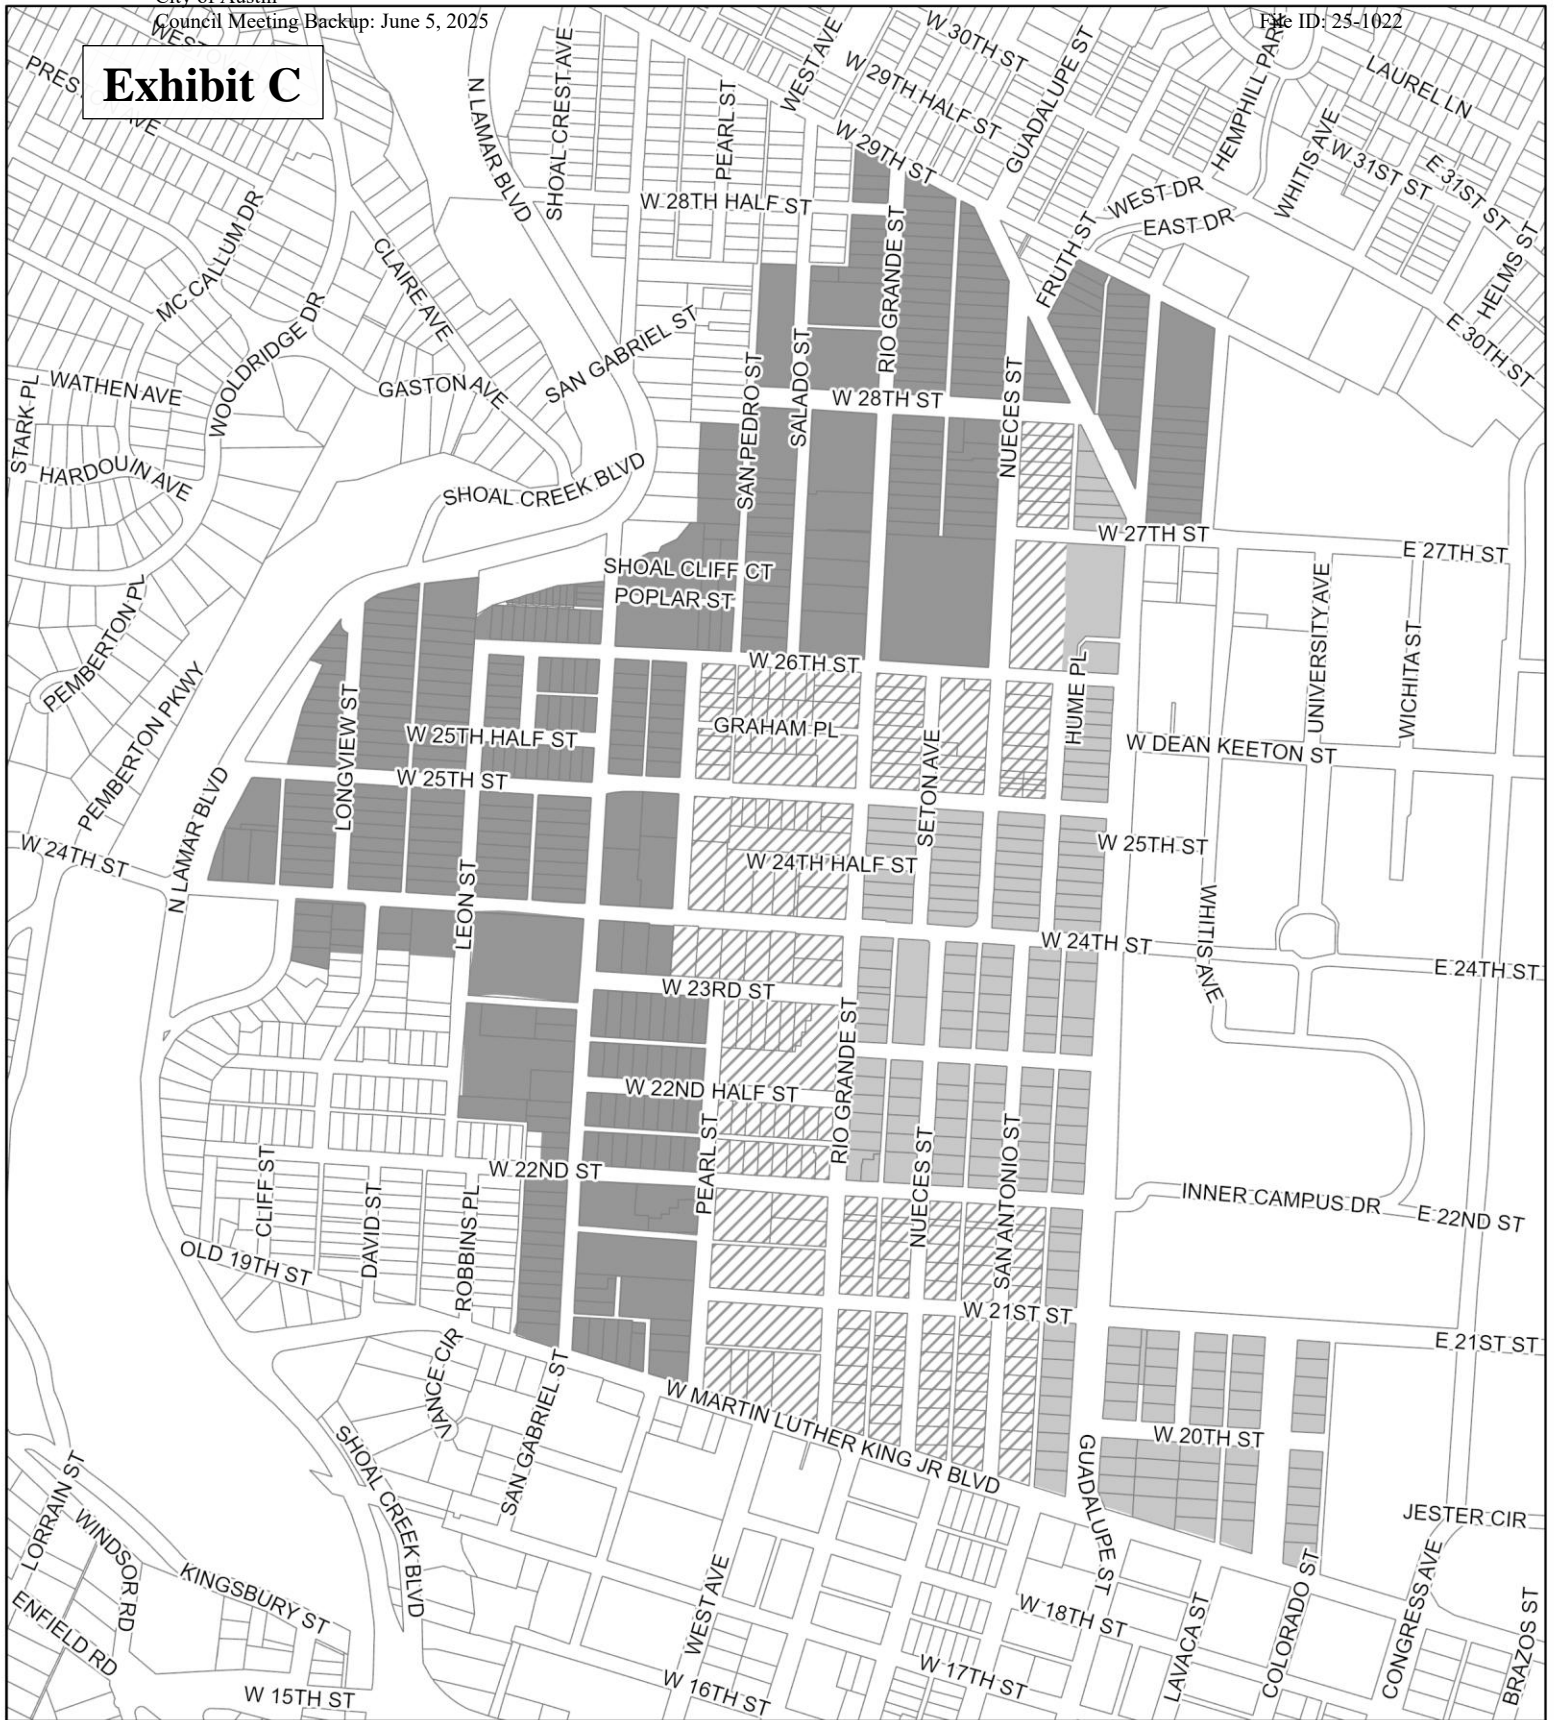 City of Austin
Council Meeting Backup: June 5, 2025
File ID: 25-1022
Exhibit C
W 30TH ST
WEST AVE
SHOAL CREST AVE
GUADALUPE ST
HEMPHILL PARK
LAUREL LN
W 29TH HALF ST
N LAMAR BLVD
PEARL ST
W 29TH ST
WHITIS AVE
W 31ST ST
E 31ST ST
W 28TH HALF ST
WEST DR
EAST DR
FRUTH ST
HELMS ST
MC CALLUM DR
CLAIRE AVE
RIO GRANDE ST
E 30TH ST
WOOLDRIDGE DR
SAN GABRIEL ST
WATHEN AVE
GASTON AVE
STARK PL
SAN PEDRO ST
SALADO ST
NUECES ST
W 28TH ST
HARDOUIN AVE
SHOAL CREEK BLVD
W 27TH ST
E 27TH ST
SHOAL CLIFF CT
POPLAR ST
UNIVERSITY AVE
WICHITA ST
PEMBERTON PL
PEMBERTON PKWY
W 26TH ST
HUME PL
LONGVIEW ST
GRAHAM PL
W 25TH HALF ST
SETON AVE
W DEAN KEETON ST
W 25TH ST
N LAMAR BLVD
W 24TH ST
W 25TH ST
W 24TH HALF ST
LEON ST
WHITIS AVE
W 24TH ST
E 24TH ST
W 23RD ST
RIO GRANDE ST
W 22ND HALF ST
PEARL ST
NUECES ST
SAN ANTONIO ST
W 22ND ST
CLIFF ST
DAVID ST
ROBBINS PL
INNER CAMPUS DR
E 22ND ST
OLD 19TH ST
W 21ST ST
E 21ST ST
VANCE CIR
SAN GABRIEL ST
W MARTIN LUTHER KING JR BLVD
W 20TH ST
GUADALUPE ST
SHOAL CREEK BLVD
LORRAIN ST
WINDSOR RD
JESTER CIR
KINGSBURY ST
ENFIELD RD
WEST AVE
W 18TH ST
LAVACA ST
COLORADO ST
CONGRESS AVE
BRAZOS ST
W 17TH ST
W 16TH ST
W 15TH ST